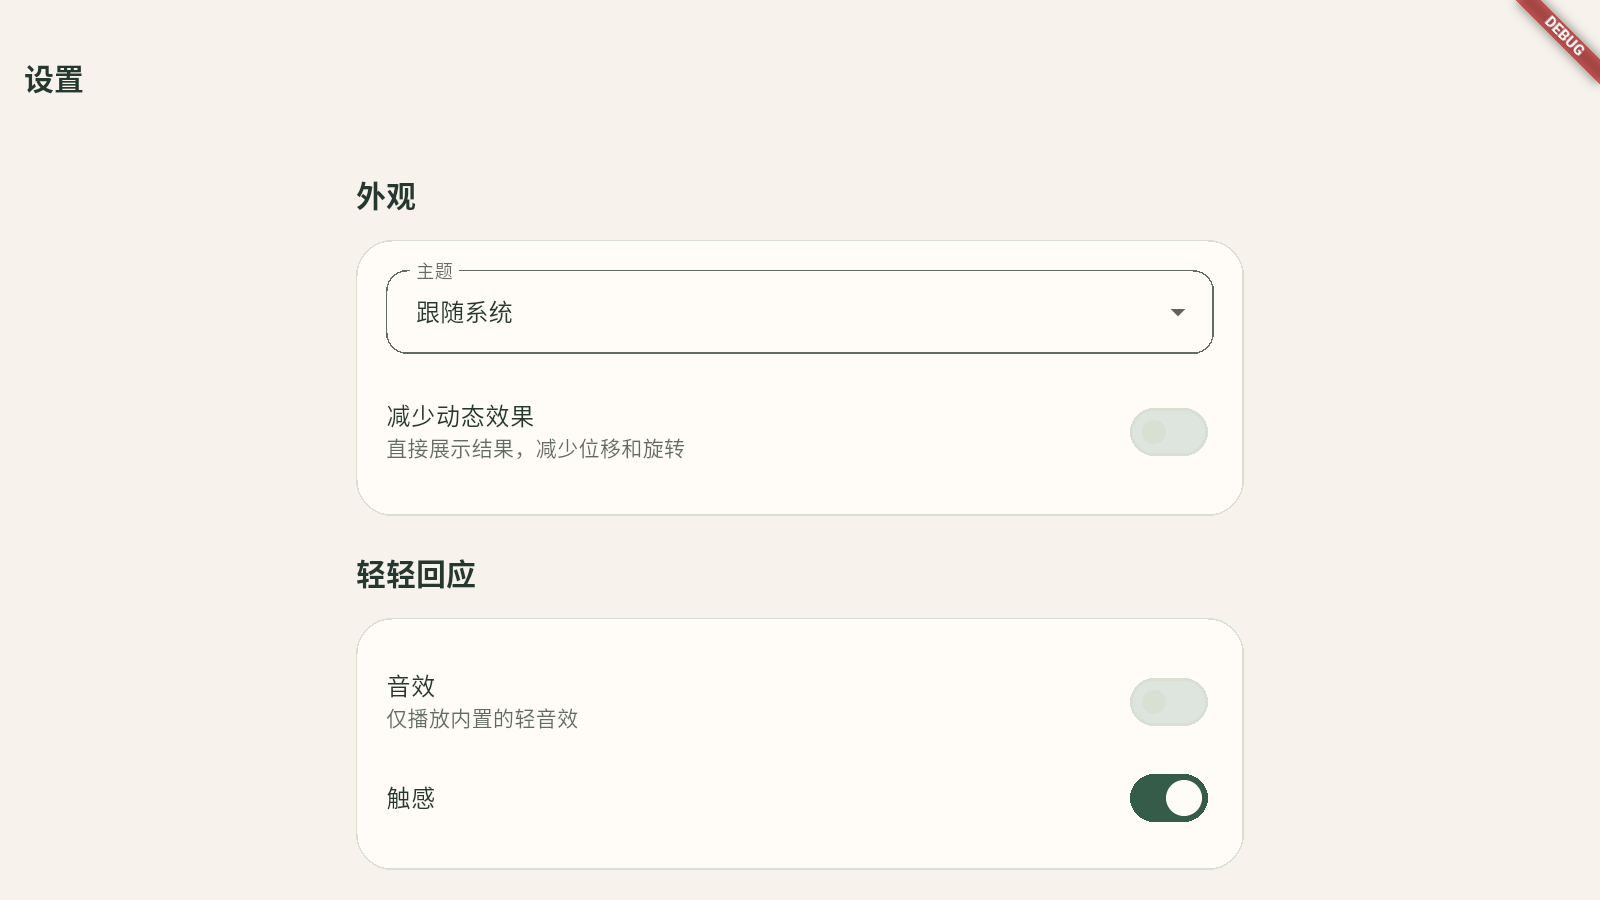 DEBUG
设置
外观
主题
跟随系统
减少动态效果
直接展示结果，减少位移和旋转
轻轻回应
音效
仅播放内置的轻音效
触感